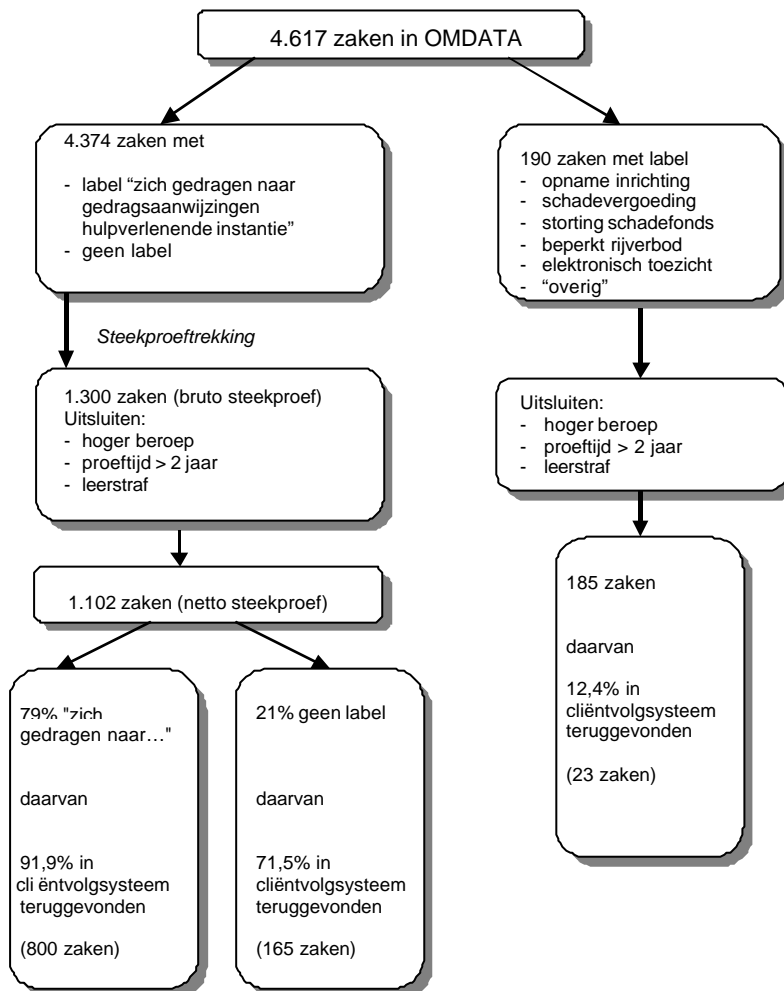 4.617 zaken in OMDATA
4.374 zaken met
- label “zich gedragen naar
gedragsaanwijzingen
hulpverlenende instantie”
- geen label
190 zaken met label
- opname inrichting
- schadevergoeding
- storting schadefonds
- beperkt rijverbod
- elektronisch toezicht
- “overig”
Steekproeftrekking
1.300 zaken (bruto steekproef)
Uitsluiten:
- hoger beroep
- proeftijd > 2 jaar
- leerstraf
Uitsluiten:
- hoger beroep
- proeftijd > 2 jaar
- leerstraf
1.102 zaken (netto steekproef)
185 zaken
daarvan
12,4% in
cliëntvolgsysteem
teruggevonden
(23 zaken)
79% "zich
gedragen naar…"
daarvan
91,9% in
cli ëntvolgsysteem
teruggevonden
(800 zaken)
21% geen label
daarvan
71,5% in
cliëntvolgsysteem
teruggevonden
(165 zaken)